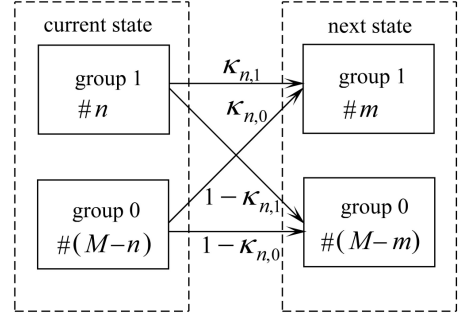 current state
next state
group 1
# n
κn,1
κn,0
group 1
# m
group 0
#(M−n)
1 − κn,1
1 − κn,0
group 0
#(M−m)